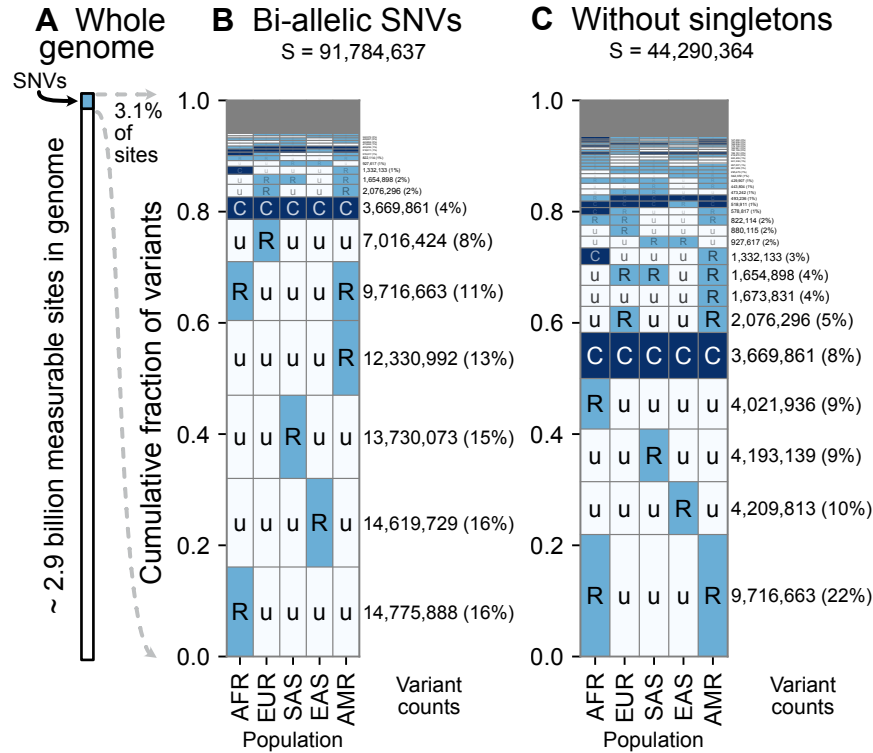 A Whole genome
SNVs
3.1% of sites
~ 2.9 billion measurable sites in genome
B Bi-allelic SNVs
S = 91,784,637
Cumulative fraction of variants
1.0
0.8
0.6
0.4
0.2
0.0
1,332,133 (1%)
u R R u R 1,654,898 (2%)
u R u u R 2,076,296 (2%)
C C C C C 3,669,861 (4%)
u R u u u 7,016,424 (8%)
R u u u R 9,716,663 (11%)
u u u u R 12,330,992 (13%)
u u R u u 13,730,073 (15%)
u u u R u 14,619,729 (16%)
R u u u u 14,775,888 (16%)
AFR EUR SAS EAS AMR
Population
Variant counts
C Without singletons
S = 44,290,364
1.0
0.8
0.6
0.4
0.2
0.0
R R u u R 822,114 (2%)
u R u u u 880,115 (2%)
u u R R u 927,617 (2%)
C u u u R 1,332,133 (3%)
u R R u R 1,654,898 (4%)
u u u u R 1,673,831 (4%)
u R u u R 2,076,296 (5%)
C C C C C 3,669,861 (8%)
R u u u u 4,021,936 (9%)
u u R u u 4,193,139 (9%)
u u u R u 4,209,813 (10%)
R u u u R 9,716,663 (22%)
AFR EUR SAS EAS AMR
Population
Variant counts